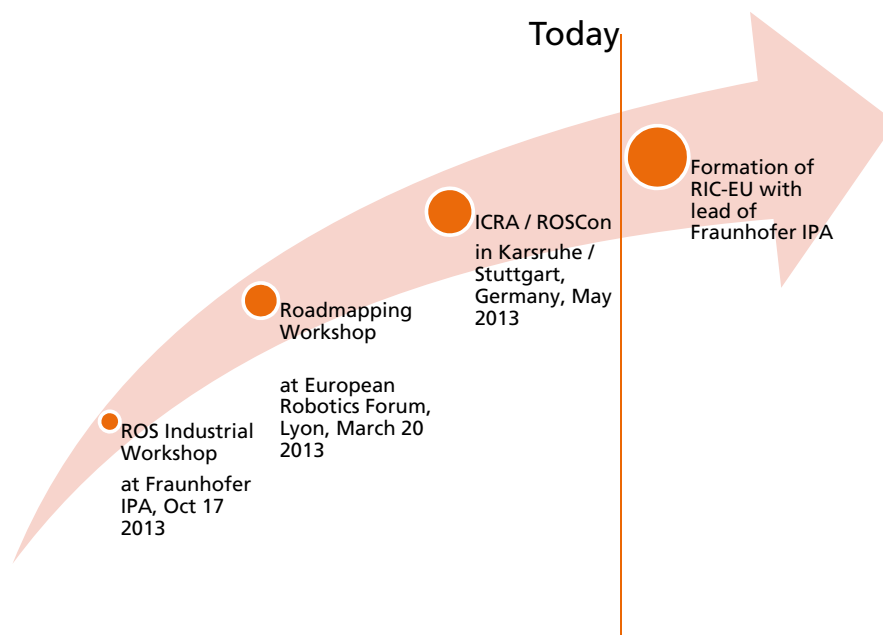 Today
ROS Industrial
Workshop
at Fraunhofer
IPA, Oct 17
2013
Roadmapping
Workshop
at European
Robotics Forum,
Lyon, March 20
2013
ICRA / ROSCon
in Karsruhe /
Stuttgart,
Germany, May
2013
Formation of
RIC-EU with
lead of
Fraunhofer IPA